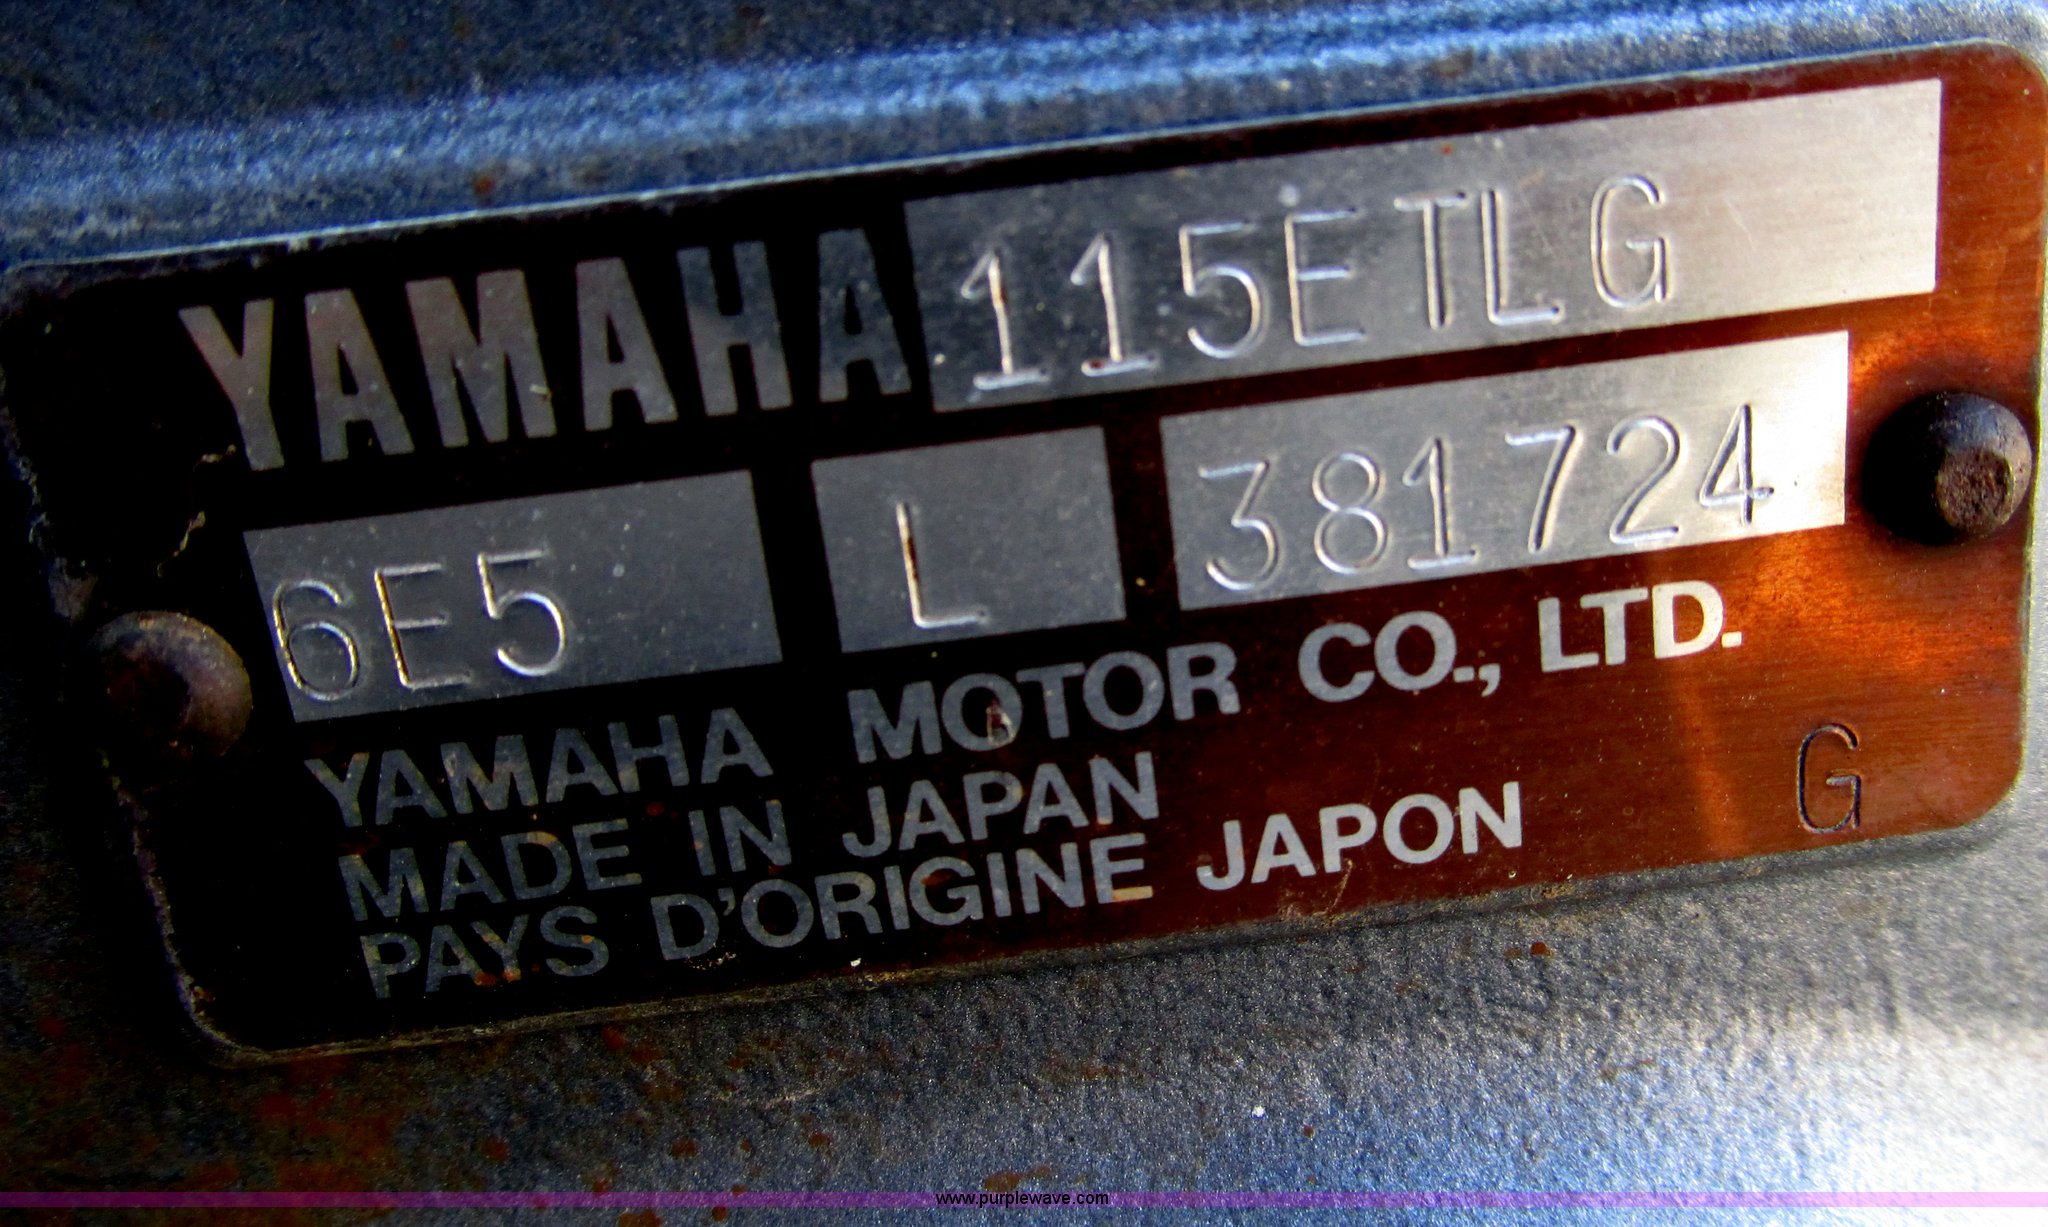 YAMAHA 115ETLG
6E5 L 381724
YAMAHA MOTOR CO., LTD.
MADE IN JAPAN
PAYS D'ORIGINE JAPON G
www.purplewave.com